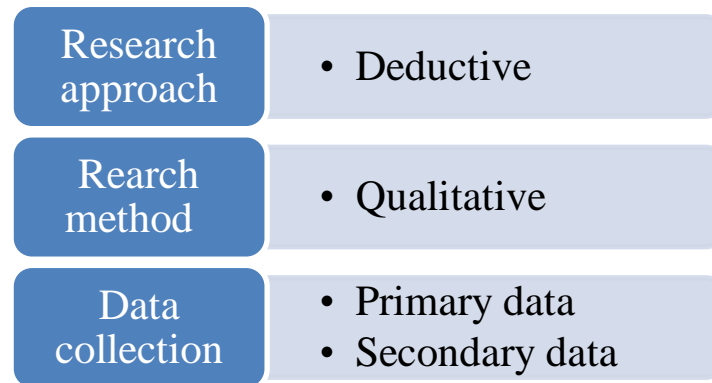 Research
approach
• Deductive
Rearch
method
• Qualitative
Data
collection
• Primary data
• Secondary data